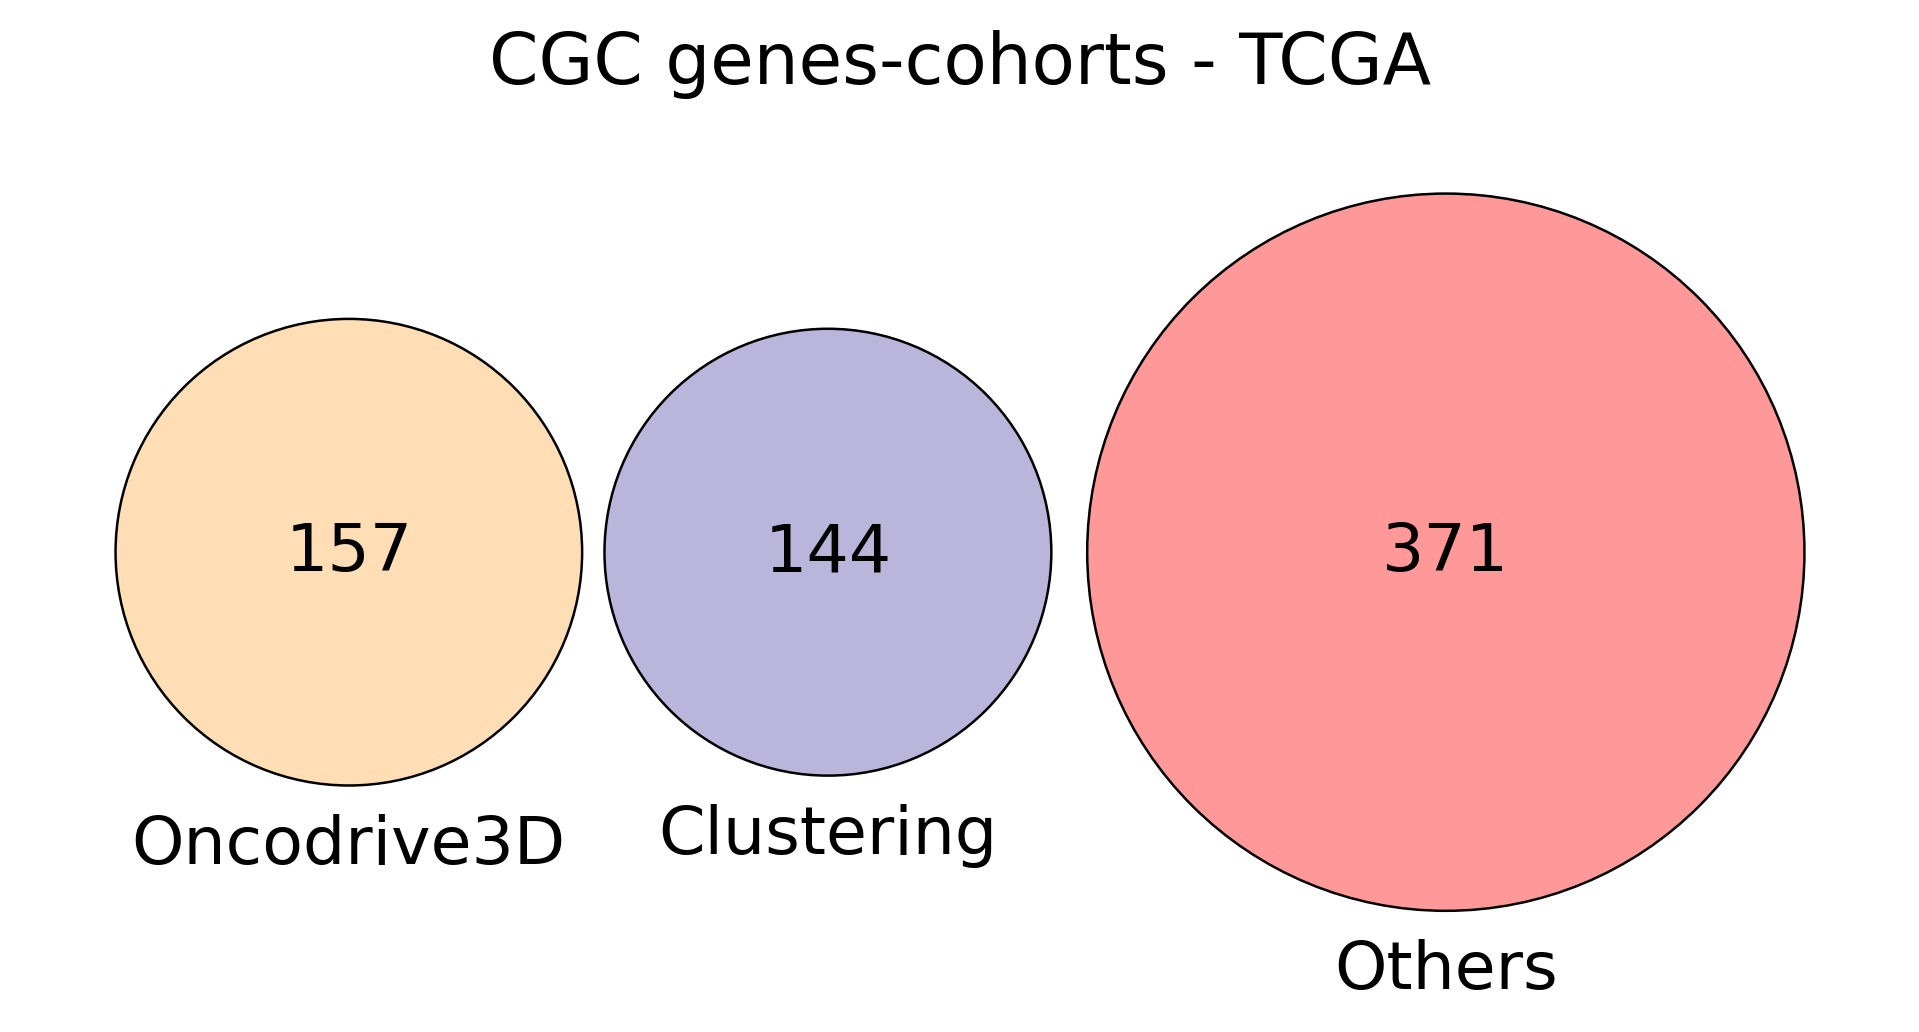 CGC genes-cohorts - TCGA
157
144
371
Oncodrive3D
Clustering
Others